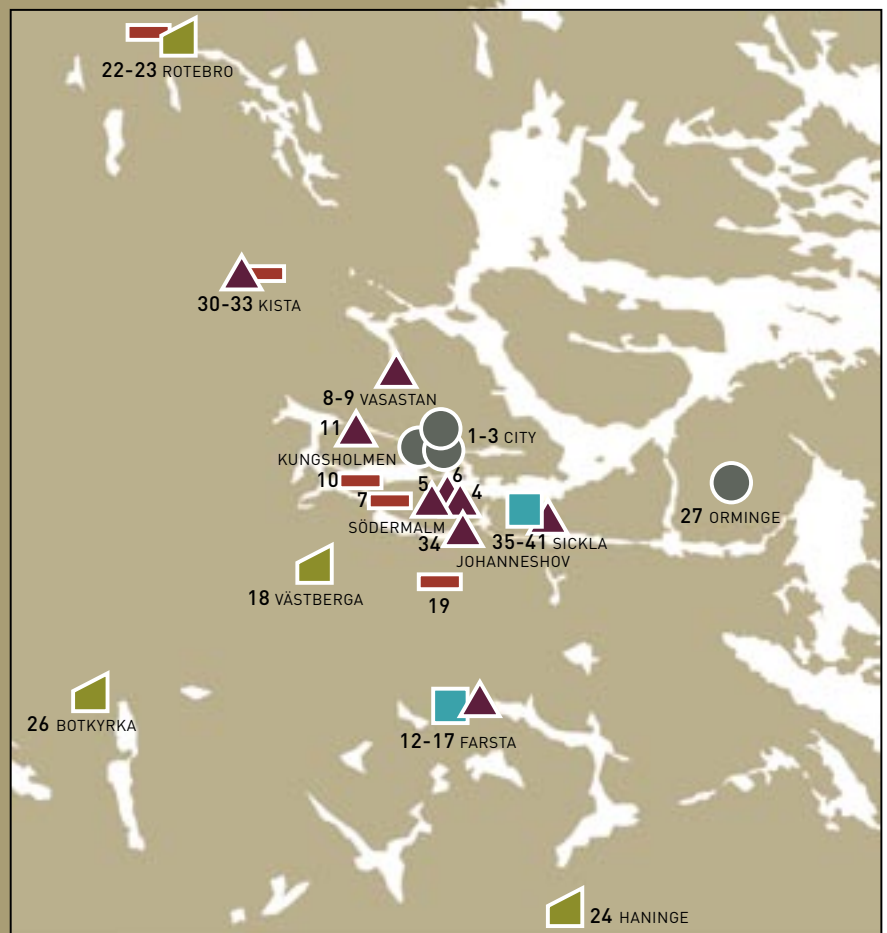 22-23 ROTEBRO
30-33 KISTA
8-9 VASASTAN
11
KUNGSHOLMEN
1-3 CITY
10
5
6
4
7
SÖDERMALM
27 ORMINGE
34
35-41 SICKLA
JOHANNESHOV
18 VÄSTBERGA
19
26 BOTKYRKA
12-17 FARSTA
24 HANINGE